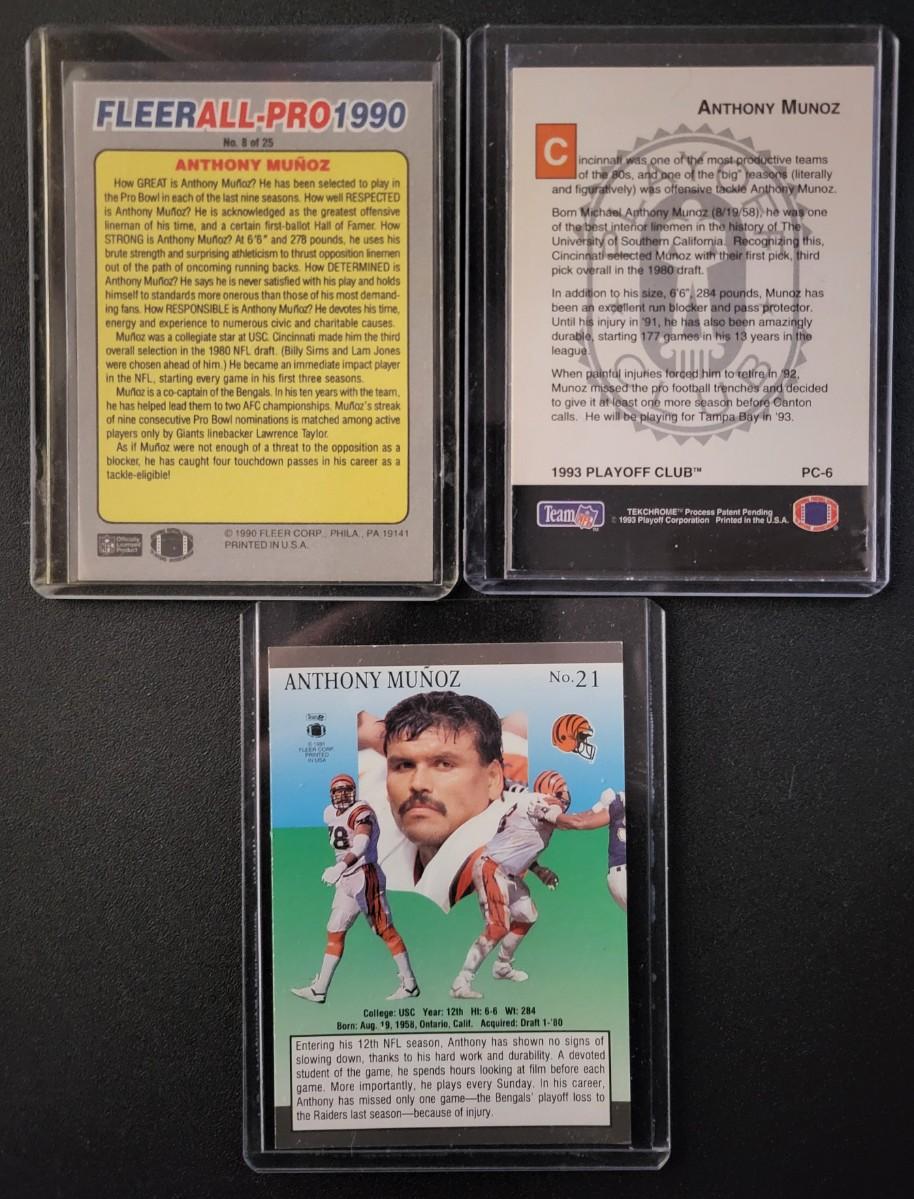 FLEERALL-PRO1990
No. 8 of 25
ANTHONY MUÑOZ
How GREAT is Anthony Muñoz? He has been selected to play in
the Pro Bowl in each of the last nine seasons. How well RESPECTED
is Anthony Muñoz? He is acknowledged as the greatest offensive
lineman of his time, and a certain first-ballot Hall of Famer. How
STRONG is Anthony Muñoz? At 6'6" and 278 pounds, he uses his
brute strength and surprising athleticism to thrust opposition linemen
out of the path of oncoming running backs. How DETERMINED is
Anthony Muñoz? He says he is never satisfied with his play and holds
himself to standards more onerous than those of his most demand-
ing fans. How RESPONSIBLE is Anthony Muñoz? He devotes his time,
energy and experience to numerous civic and charitable causes.
Muñoz was a collegiate star at USC. Cincinnati made him the third
overall selection in the 1980 NFL draft. (Billy Sims and Lam Jones
were chosen ahead of him.) He became an immediate impact player
in the NFL, starting every game in his first three seasons.
Muñoz is a co-captain of the Bengals. In his ten years with the team,
he has helped lead them to two AFC championships. Muñoz's streak
of nine consecutive Pro Bowl nominations is matched among active
players only by Giants linebacker Lawrence Taylor.
As if Muñoz were not enough of a threat to the opposition as a
blocker, he has caught four touchdown passes in his career as a
tackle-eligible!
Officially
Licensed
Product
© 1990 FLEER CORP., PHILA., PA 19141
PRINTED IN U.S.A.
ANTHONY MUNOZ
Cincinnati was one of the most productive teams
of the 80s, and one of the "big" reasons (literally
and figuratively) was offensive tackle Anthony Munoz.
Born Michael Anthony Munoz (8/19/58), he was one
of the best interior linemen in the history of The
University of Southern California. Recognizing this,
Cincinnati selected Munoz with their first pick, third
pick overall in the 1980 draft.
In addition to his size, 6'6", 284 pounds, Munoz has
been an excellent run blocker and pass protector.
Until his injury in '91, he has also been amazingly
durable, starting 177 games in his 13 years in the
league.
When painful injuries forced him to retire in '92,
Munoz missed the pro football trenches and decided
to give it at least one more season before Canton
calls. He will be playing for Tampa Bay in '93.
1993 PLAYOFF CLUB™ PC-6
Team NFL
TEKCHROME™ Process Patent Pending
© 1993 Playoff Corporation Printed in the U.S.A.
ANTHONY MUÑOZ No.21
Team NFL
© 1991
FLEER CORP.
PRINTED
IN USA
78
College: USC Year: 12th Ht: 6-6 Wt: 284
Born: Aug. 19, 1958, Ontario, Calif. Acquired: Draft 1-'80
Entering his 12th NFL season, Anthony has shown no signs of
slowing down, thanks to his hard work and durability. A devoted
student of the game, he spends hours looking at film before each
game. More importantly, he plays every Sunday. In his career,
Anthony has missed only one game—the Bengals' playoff loss to
the Raiders last season—because of injury.